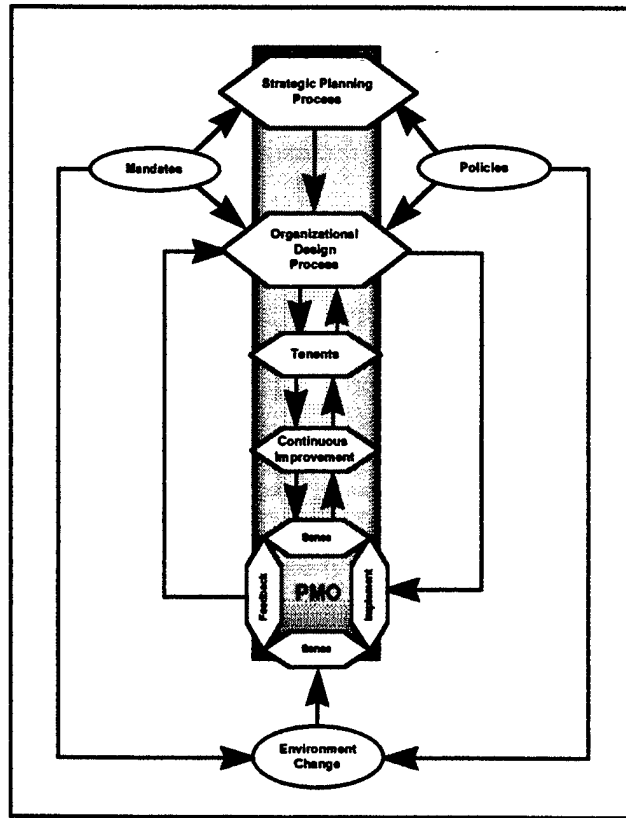 Strategic Planning
Process
Mandates
Policies
Organizational
Design
Process
Tenents
Continuous
Improvement
Sense
Feedback
PMO
Implement
Sense
Environment
Change